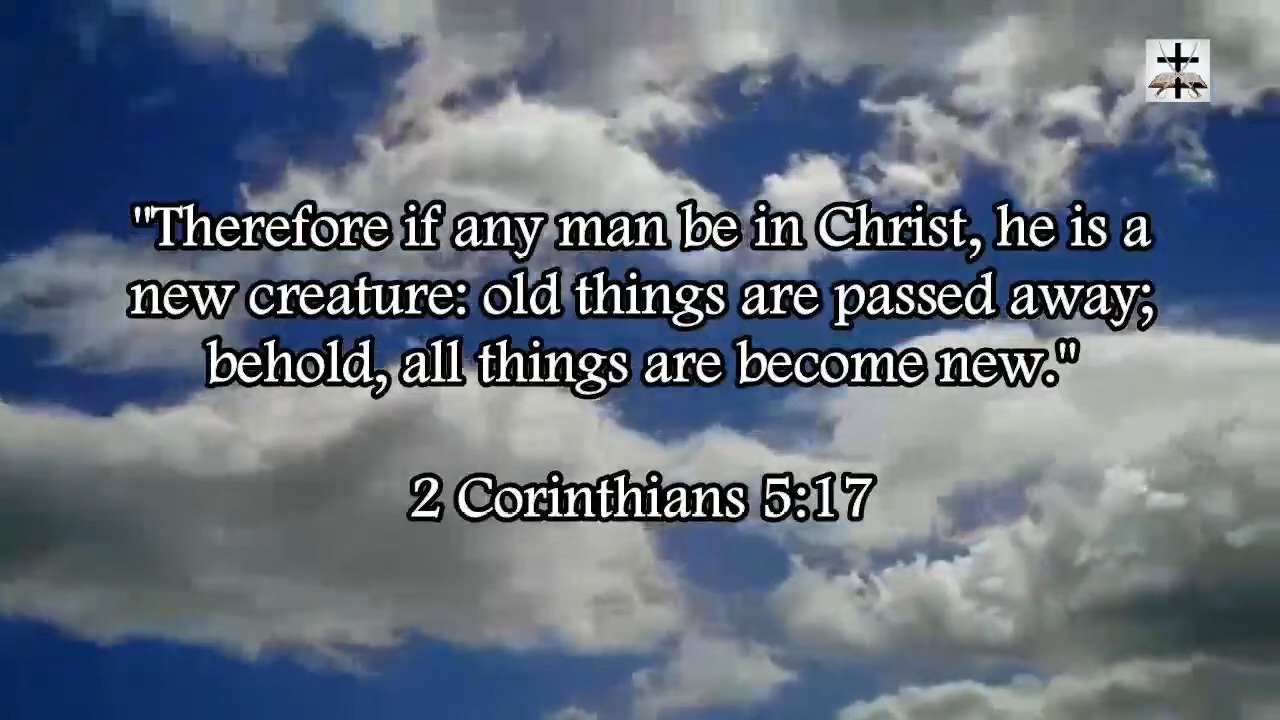 "Therefore if any man be in Christ, he is a
new creature: old things are passed away;
behold, all things are become new."
2 Corinthians 5:17